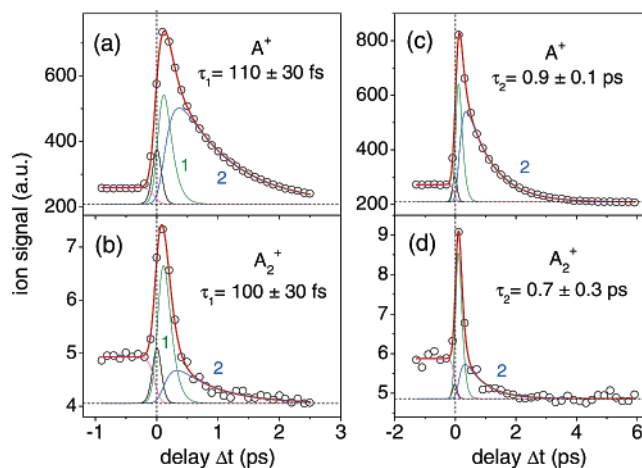 (a) A⁺
τ₁ = 110 ± 30 fs
1
2
700
450
200
(b) A₂⁺
τ₁ = 100 ± 30 fs
1
2
7
6
5
4
-1 0 1 2 3
delay Δt (ps)
ion signal (a.u.)
(c) A⁺
τ₂ = 0.9 ± 0.1 ps
2
800
600
400
200
(d) A₂⁺
τ₂ = 0.7 ± 0.3 ps
2
9
8
7
6
5
-2 0 2 4 6
delay Δt (ps)